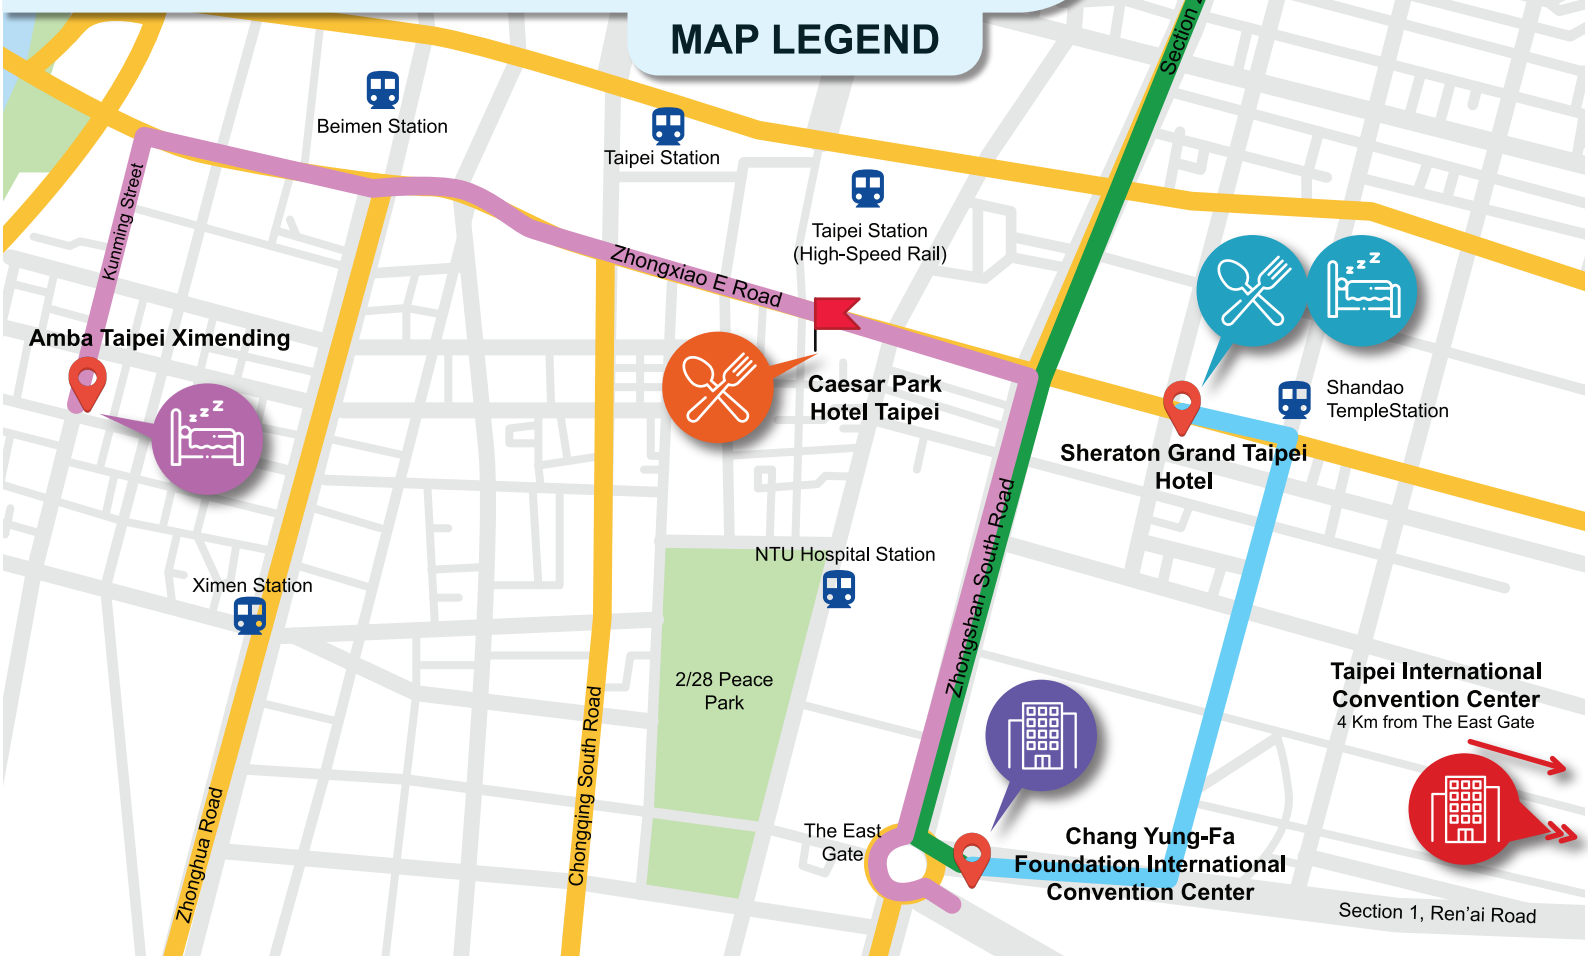 MAP LEGEND
Section 2
Beimen Station
Taipei Station
Taipei Station
(High-Speed Rail)
Kunming Street
Zhongxiao E Road
Amba Taipei Ximending
Caesar Park
Hotel Taipei
Shandao
TempleStation
Sheraton Grand Taipei
Hotel
Zhongshan South Road
NTU Hospital Station
Ximen Station
2/28 Peace
Park
Taipei International
Convention Center
4 Km from The East Gate
Chongqing South Road
Zhonghua Road
The East
Gate
Chang Yung-Fa
Foundation International
Convention Center
Section 1, Ren'ai Road